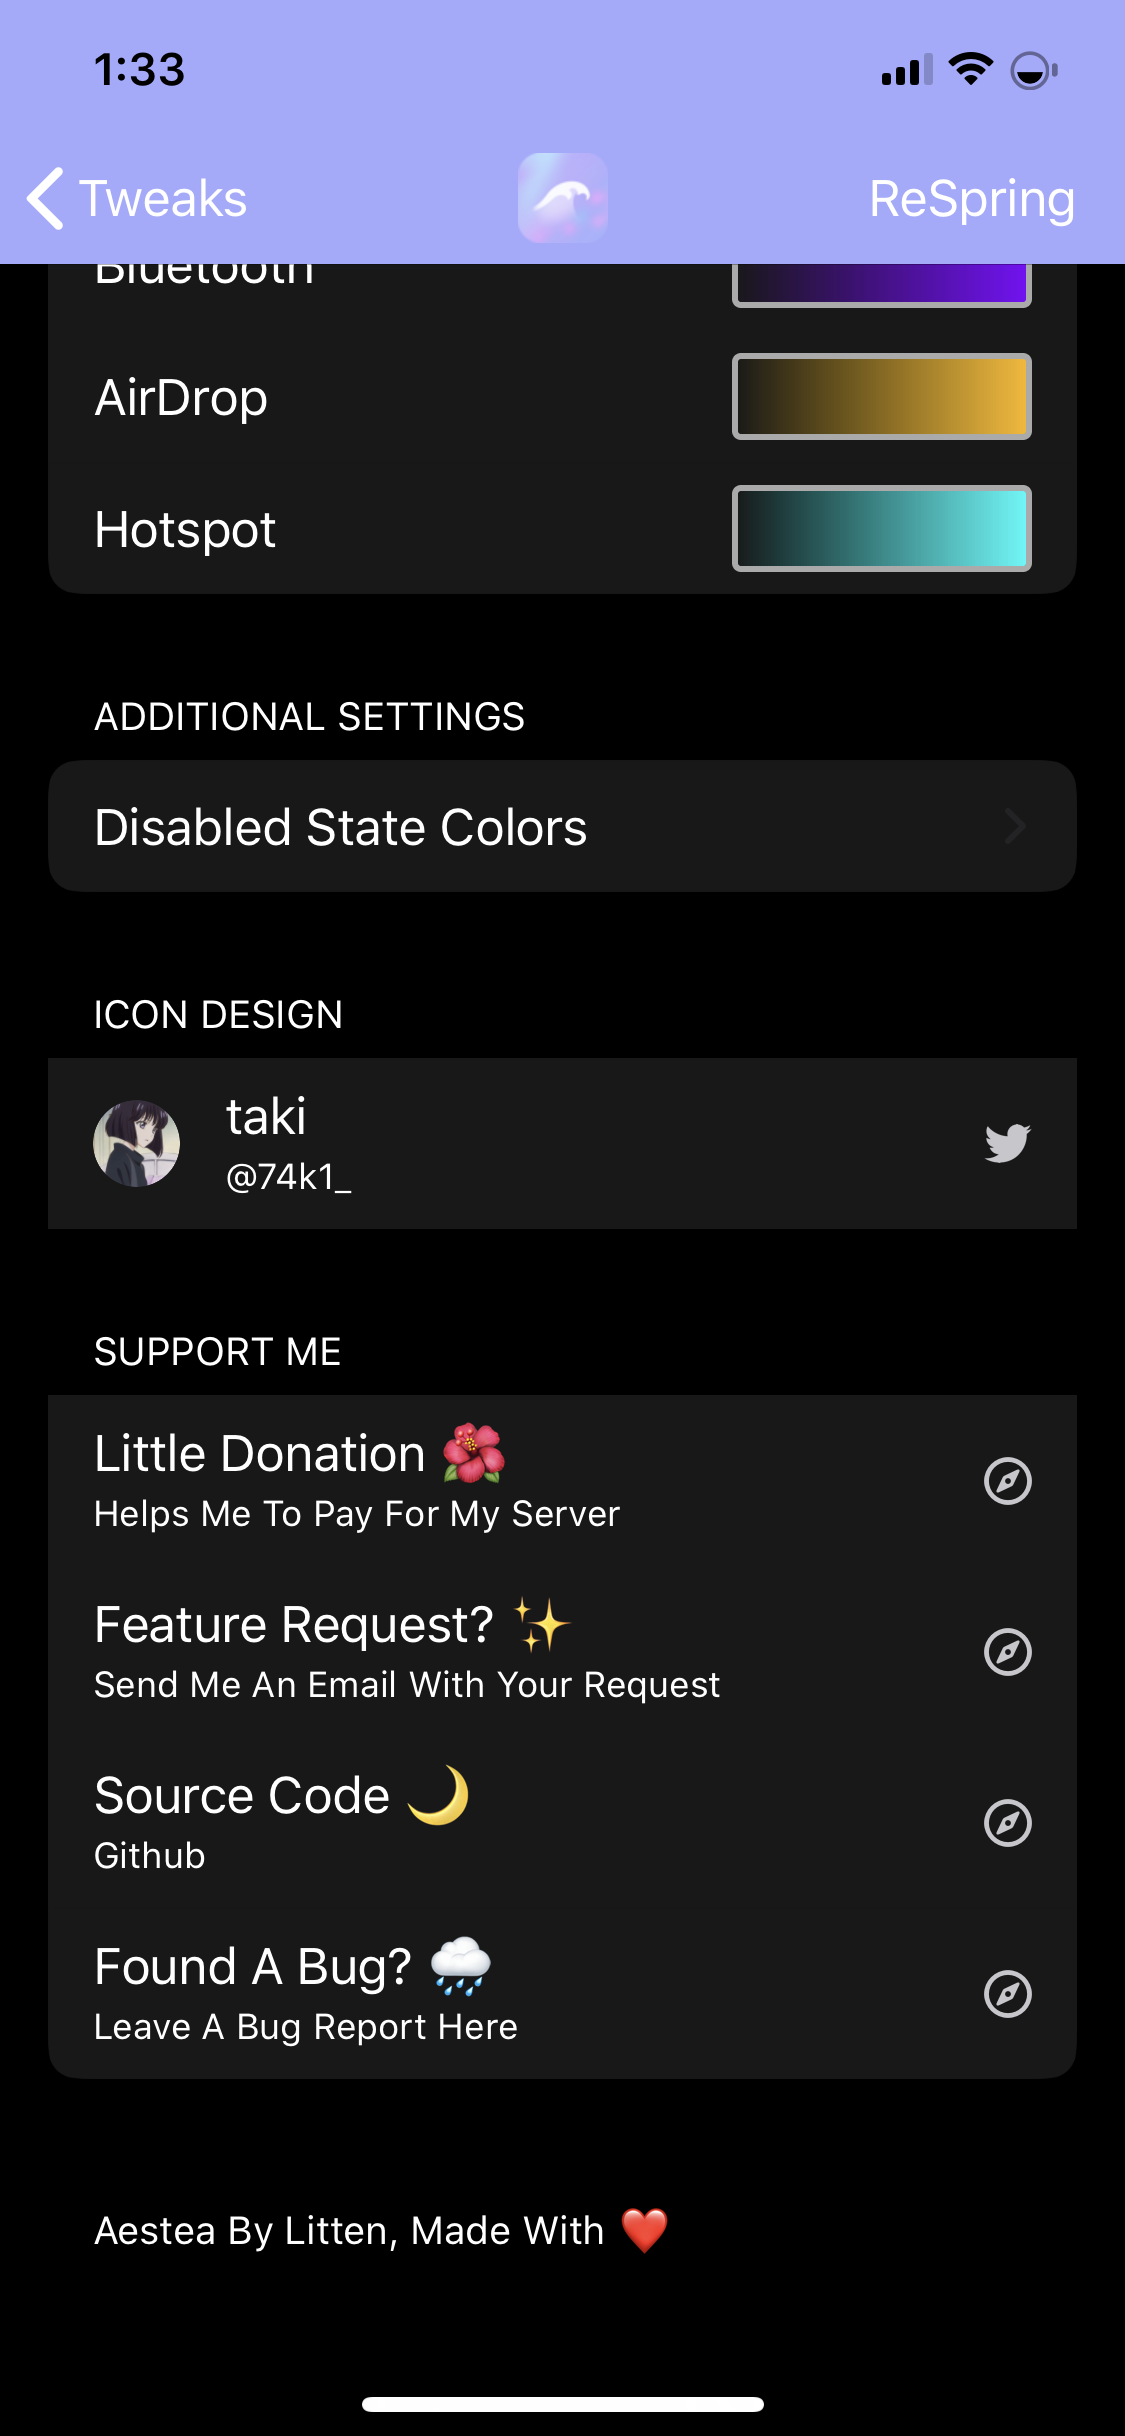 1:33
Tweaks
ReSpring
Bluetooth
AirDrop
Hotspot
ADDITIONAL SETTINGS
Disabled State Colors
ICON DESIGN
taki
@74k1_
SUPPORT ME
Little Donation 🌺
Helps Me To Pay For My Server
Feature Request? ✨
Send Me An Email With Your Request
Source Code 🌙
Github
Found A Bug? 🌧️
Leave A Bug Report Here
Aestea By Litten, Made With ❤️